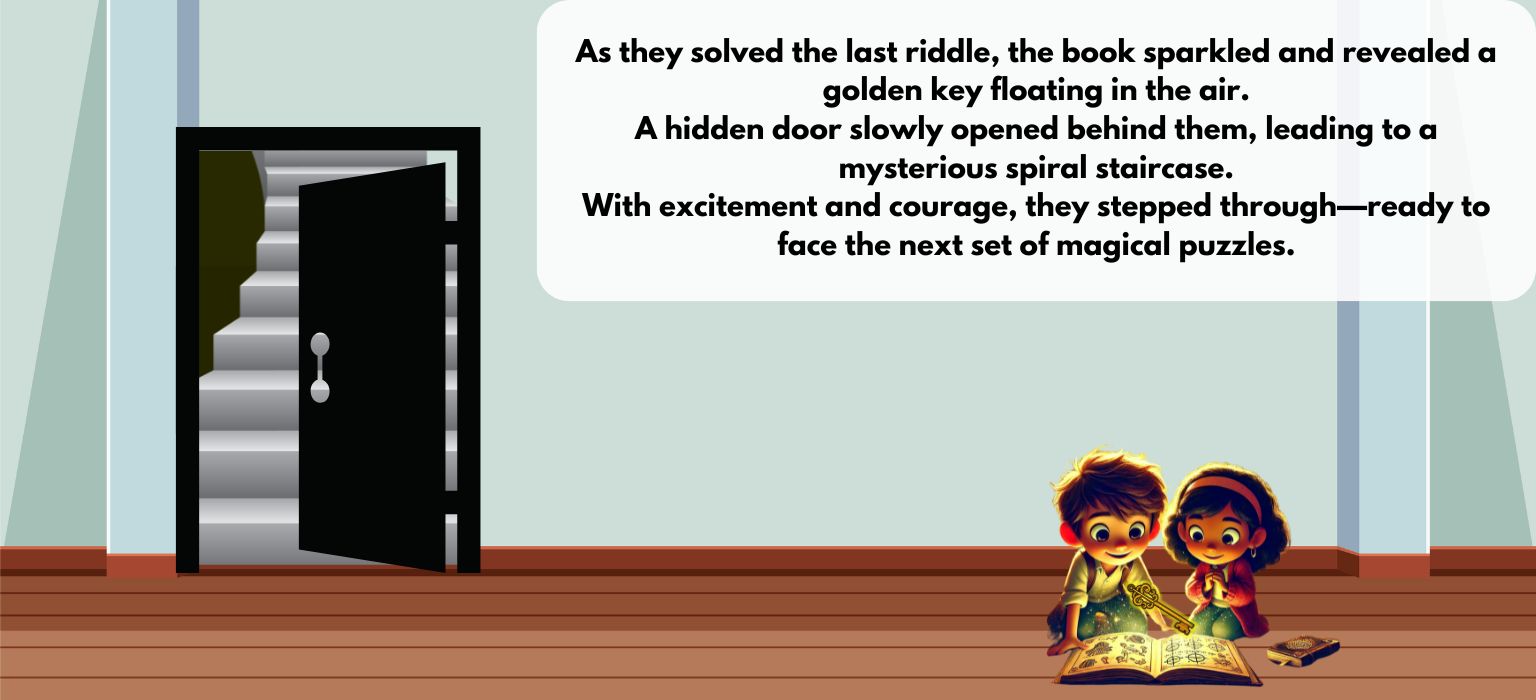 As they solved the last riddle, the book sparkled and revealed a
golden key floating in the air.
A hidden door slowly opened behind them, leading to a
mysterious spiral staircase.
With excitement and courage, they stepped through—ready to
face the next set of magical puzzles.